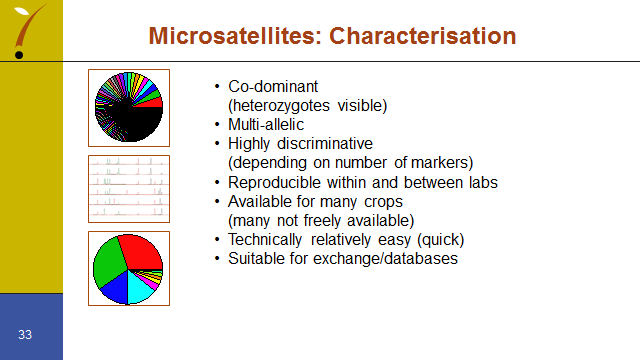 Microsatellites: Characterisation
• Co-dominant
(heterozygotes visible)
• Multi-allelic
• Highly discriminative
(depending on number of markers)
• Reproducible within and between labs
• Available for many crops
(many not freely available)
• Technically relatively easy (quick)
• Suitable for exchange/databases
33